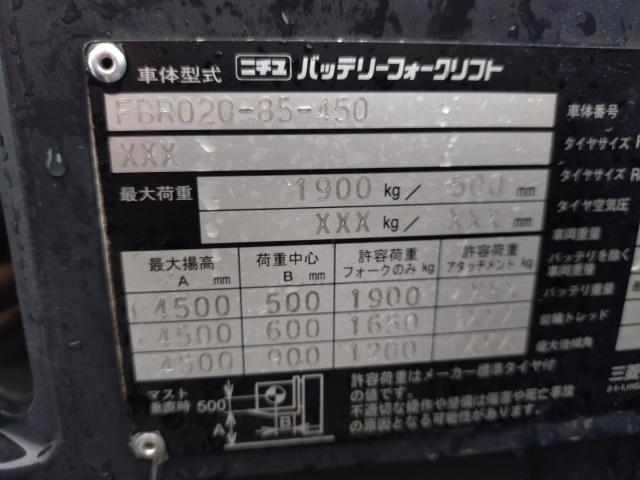 車体型式 ニチユ バッテリーフォークリフト
FBRO20-85-450
XXX
最大荷重 1900 kg/ 500 mm
XXX kg/ XXX mm
最大揚高 A mm 荷重中心 B mm 許容荷重 フォークのみ kg 許容荷重 アタッチメント kg
4500 500 1900 XXX
4500 600 1650 XXX
4500 900 1200 XXX
マスト垂直時 500
A
B
許容荷重はメーカー標準タイヤ付
の値です。
不適切な操作や整備は傷害や死亡事故
の原因となる可能性があります。
車体番号
タイヤサイズ F
タイヤサイズ R
タイヤ空気圧
車両重量
バッテリを除く
車両重量
バッテリ重量
前輪トレッド
最大後傾角
三菱